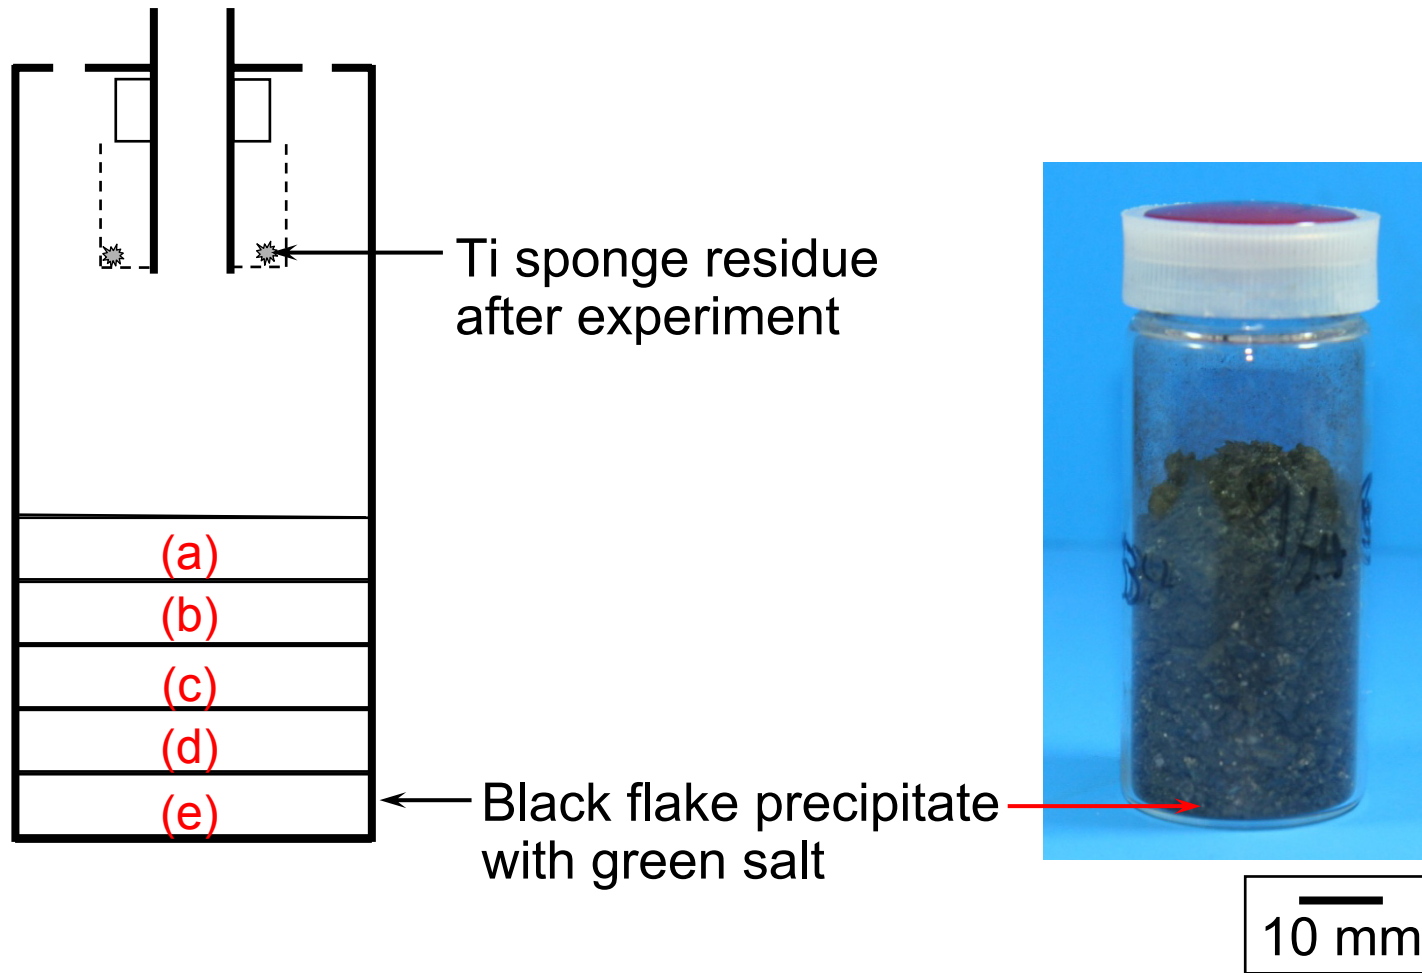 Ti sponge residue
after experiment
(a)
(b)
(c)
(d)
(e)
Black flake precipitate
with green salt
10 mm